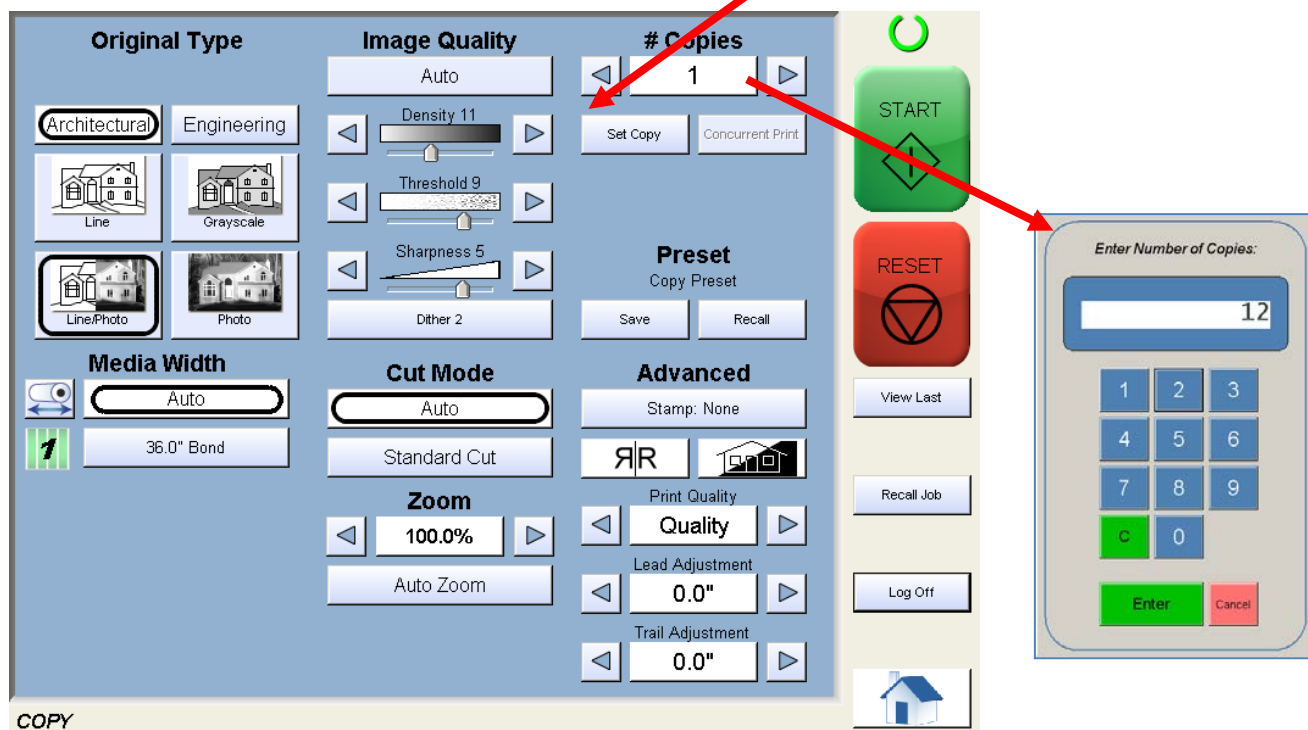 Original Type
Architectural
Engineering
Line
Grayscale
Line/Photo
Photo
Media Width
Auto
1
36.0" Bond
Image Quality
Auto
Density 11
Threshold 9
Sharpness 5
Dither 2
Cut Mode
Auto
Standard Cut
Zoom
100.0%
Auto Zoom
# Copies
1
Set Copy
Concurrent Print
Preset
Copy Preset
Save
Recall
Advanced
Stamp: None
ЯR
Print Quality
Quality
Lead Adjustment
0.0"
Trail Adjustment
0.0"
START
RESET
View Last
Recall Job
Log Off
COPY
Enter Number of Copies:
12
1 2 3
4 5 6
7 8 9
C 0
Enter Cancel